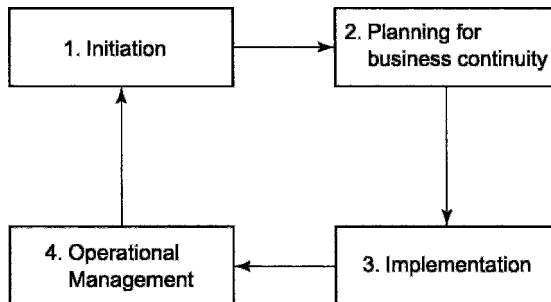 1. Initiation
2. Planning for
business continuity
3. Implementation
4. Operational
Management